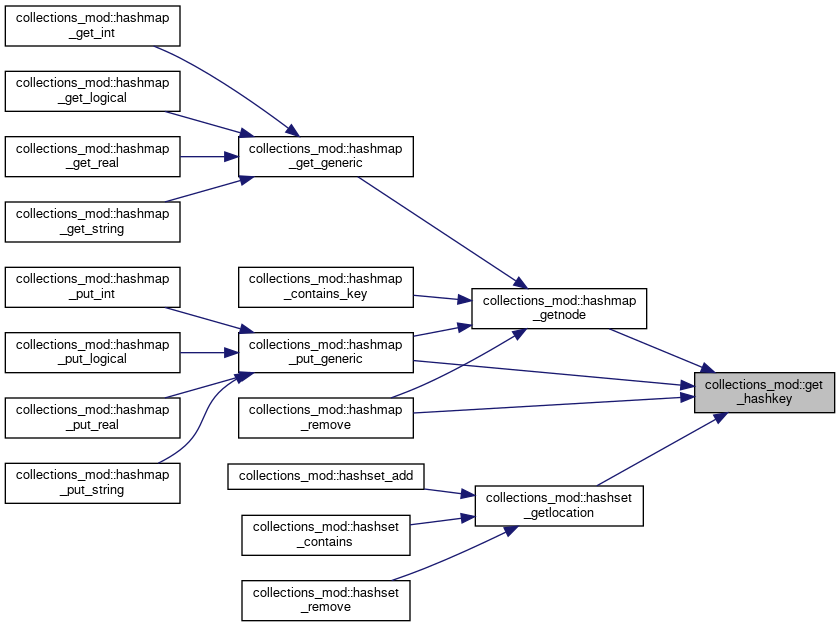 collections_mod::hashmap
_get_int
collections_mod::hashmap
_get_logical
collections_mod::hashmap
_get_real
collections_mod::hashmap
_get_string
collections_mod::hashmap
_put_int
collections_mod::hashmap
_put_logical
collections_mod::hashmap
_put_real
collections_mod::hashmap
_put_string
collections_mod::hashmap
_get_generic
collections_mod::hashmap
_contains_key
collections_mod::hashmap
_put_generic
collections_mod::hashmap
_remove
collections_mod::hashset_add
collections_mod::hashset
_contains
collections_mod::hashset
_remove
collections_mod::hashmap
_getnode
collections_mod::hashset
_getlocation
collections_mod::get
_hashkey